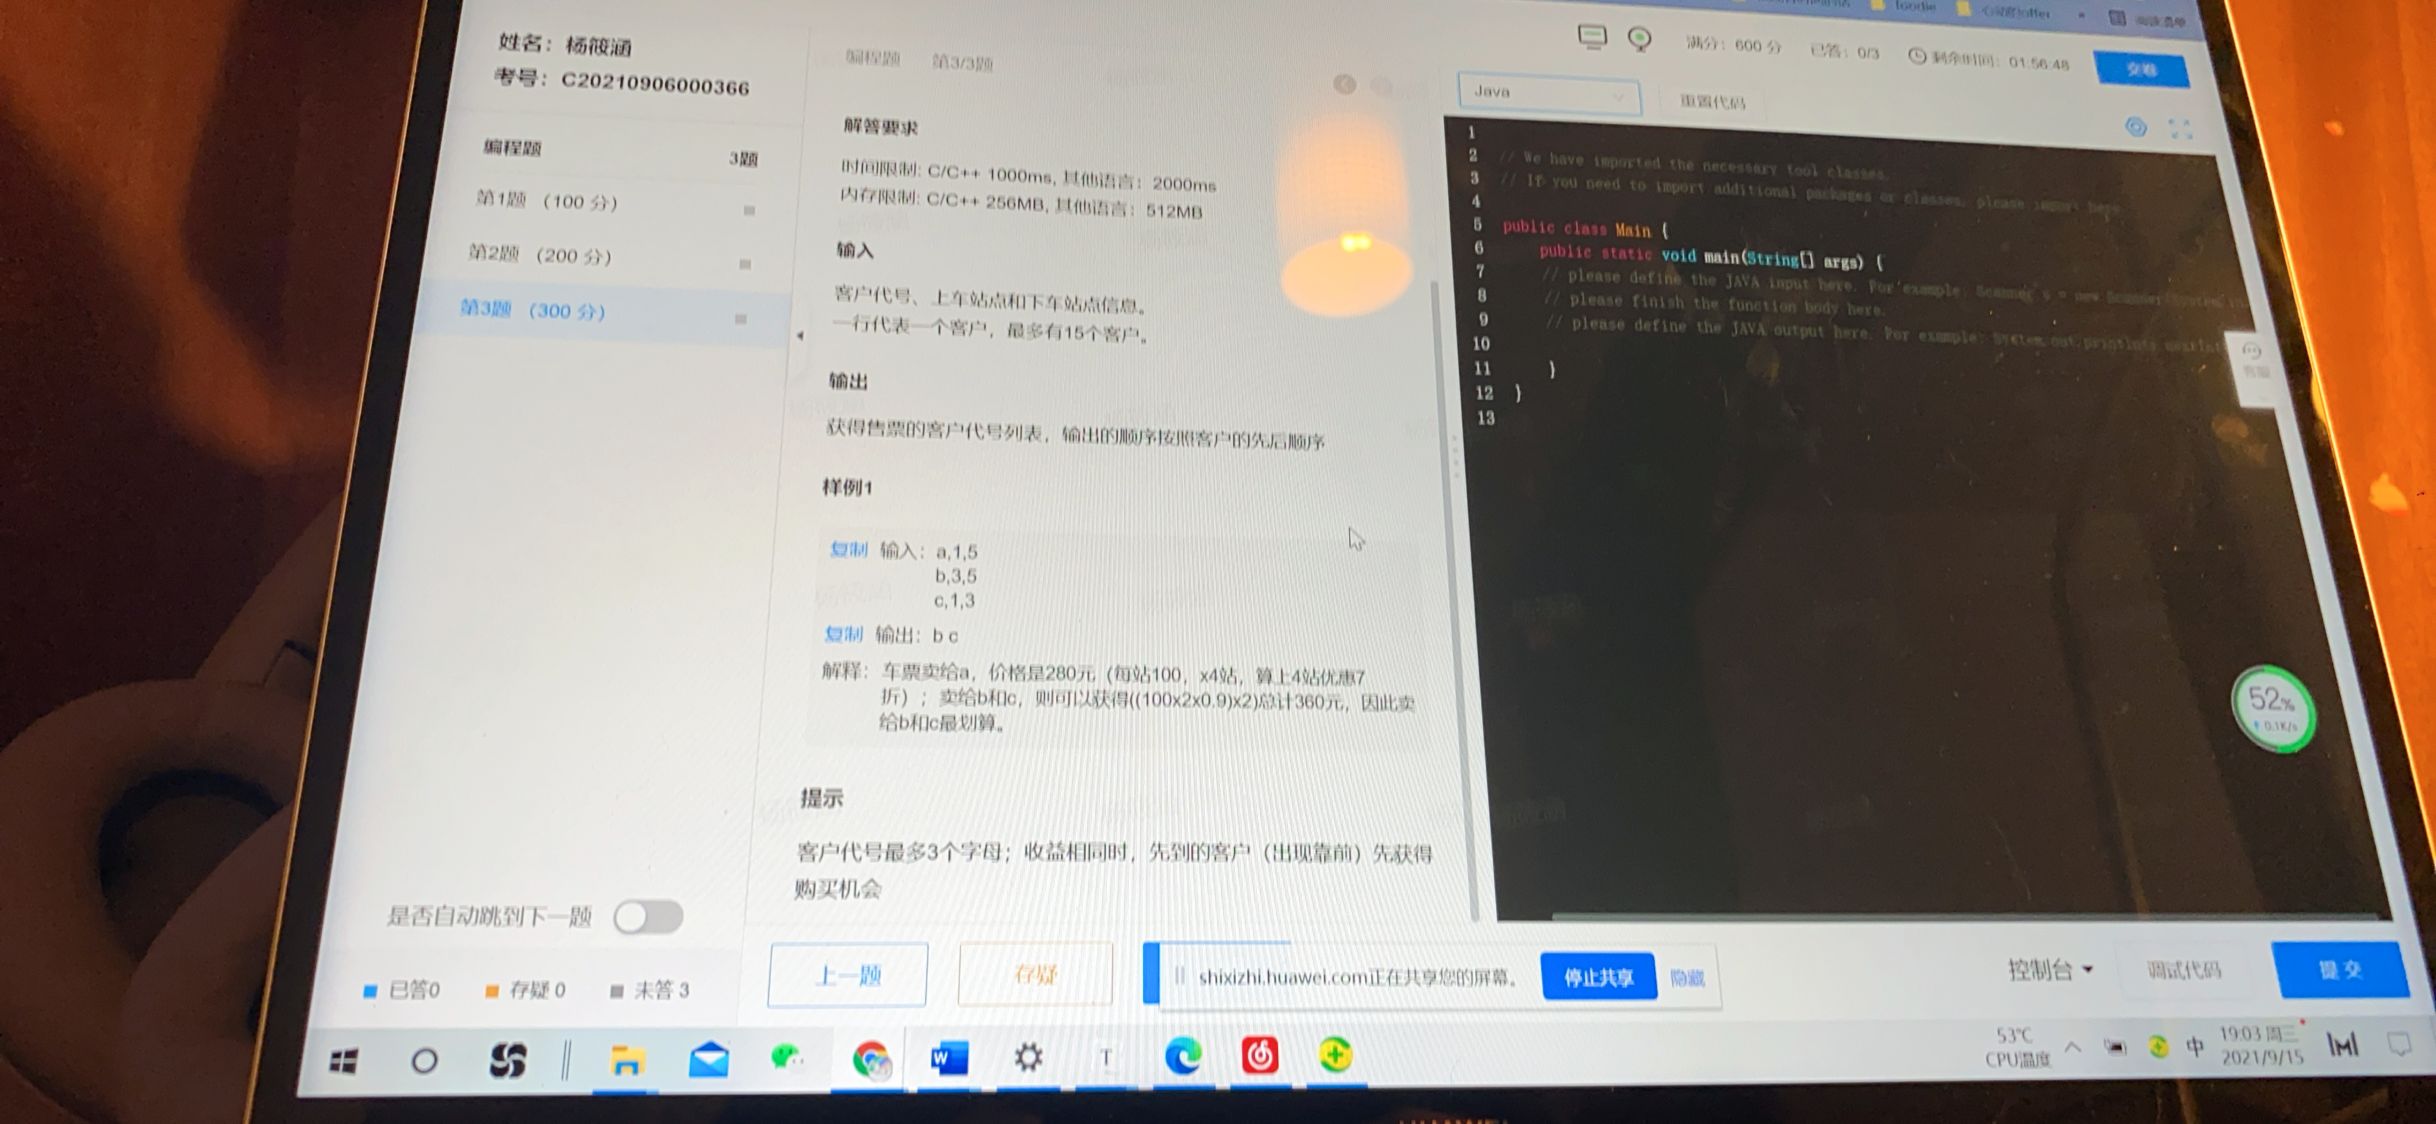 foodie
姓名：杨筱涵
考号：C20210906000366
编程题 第3/3题
满分：600 分 已答：0/3 剩余时间：01:56:48
交卷
Java
重置代码
编程题 3题
第1题 （100 分）
第2题 （200 分）
第3题 （300 分）
解答要求
时间限制: C/C++ 1000ms, 其他语言：2000ms
内存限制: C/C++ 256MB, 其他语言：512MB
输入
客户代号、上车站点和下车站点信息。
一行代表一个客户，最多有15个客户。
输出
获得售票的客户代号列表，输出的顺序按照客户的先后顺序
样例1
复制 输入：a,1,5
b,3,5
c,1,3
复制 输出：b c
解释：车票卖给a，价格是280元（每站100，x4站，算上4站优惠7
折）；卖给b和c，则可以获得((100x2x0.9)x2)总计360元，因此卖
给b和c最划算。
提示
客户代号最多3个字母；收益相同时，先到的客户（出现靠前）先获得
购买机会
1
2 // We have imported the necessary tool classes.
3 // If you need to import additional packages or classes, please import here
4
5 public class Main {
6 public static void main(String[] args) {
7 // please define the JAVA input here. For example: Scanner s = new Scanner(System.in
8 // please finish the function body here.
9 // please define the JAVA output here. For example: System.out.println(
10
11 }
12 }
13
客服
52%
0.1K/s
是否自动跳到下一题
已答0 存疑 0 未答 3
上一题
存疑
shixizhi.huawei.com正在共享您的屏幕。
停止共享
隐藏
控制台
调试代码
提交
53℃
CPU温度
中
19:03 周三
2021/9/15